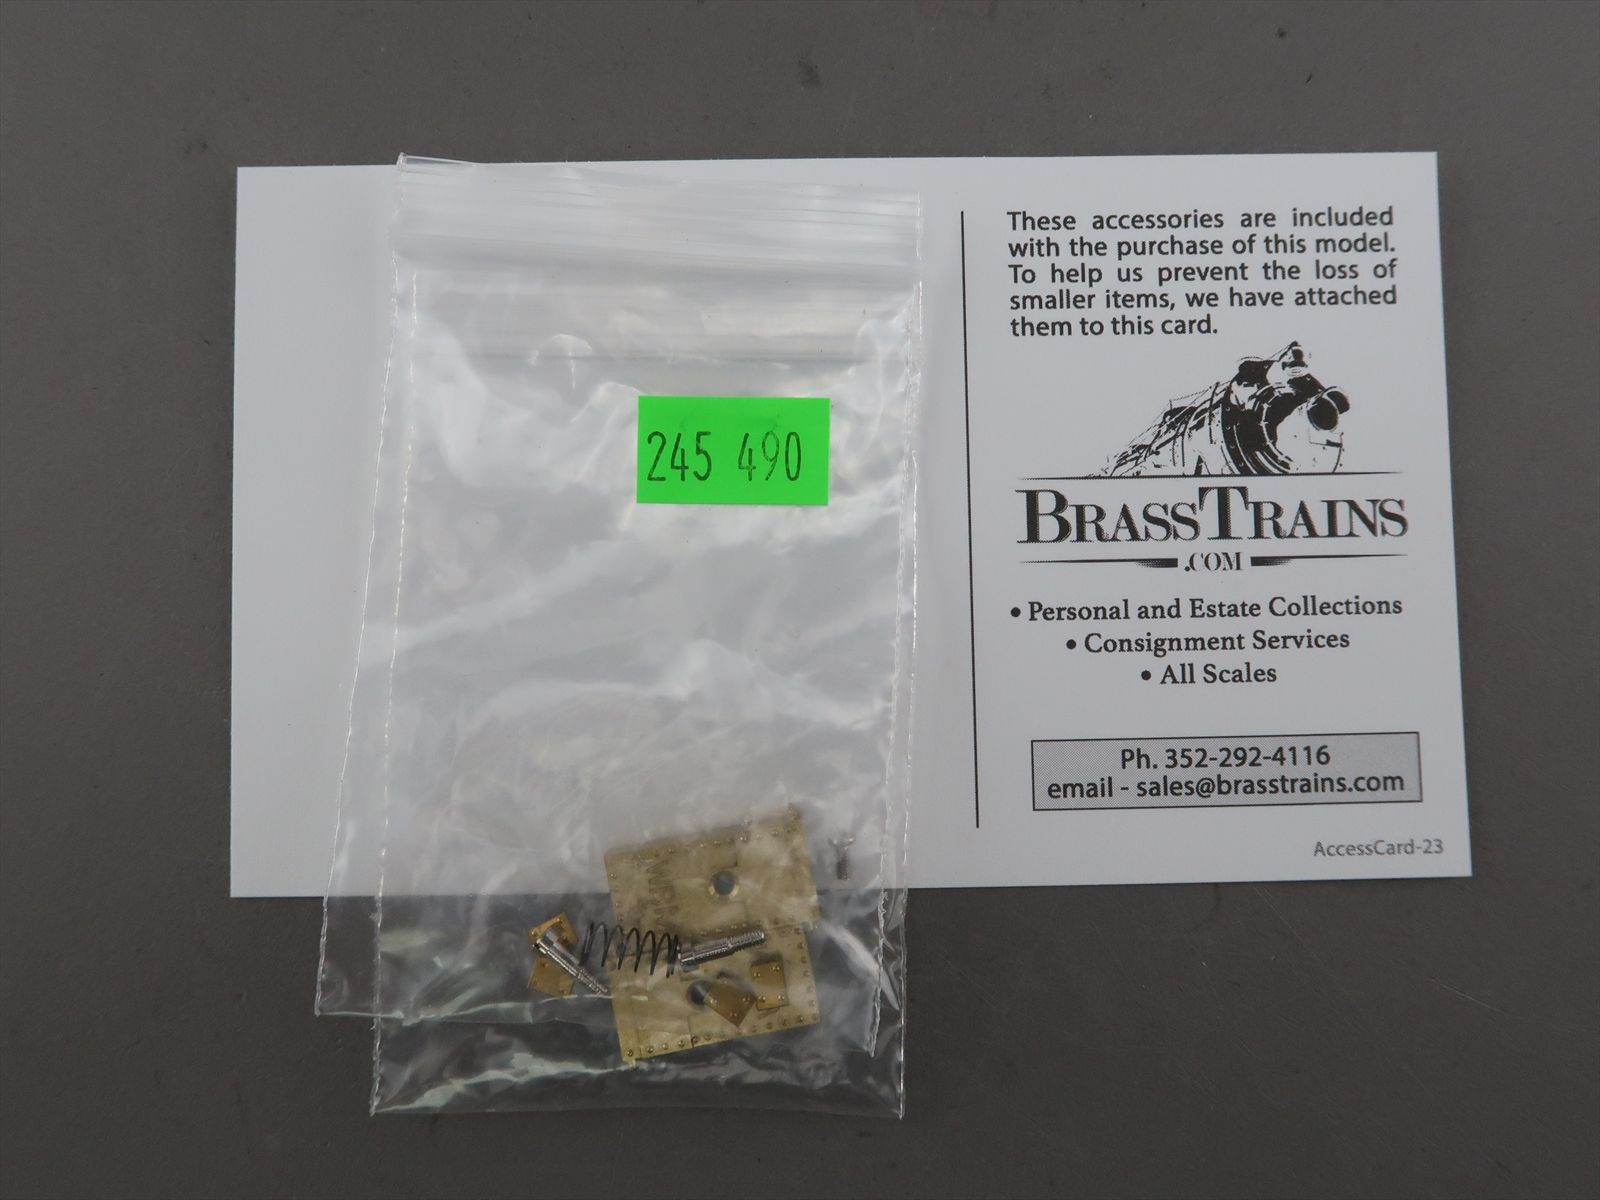 245 490
These accessories are included
with the purchase of this model.
To help us prevent the loss of
smaller items, we have attached
them to this card.
BRASSTRAINS
.COM
• Personal and Estate Collections
• Consignment Services
• All Scales
Ph. 352-292-4116
email - sales@brasstrains.com
AccessCard-23